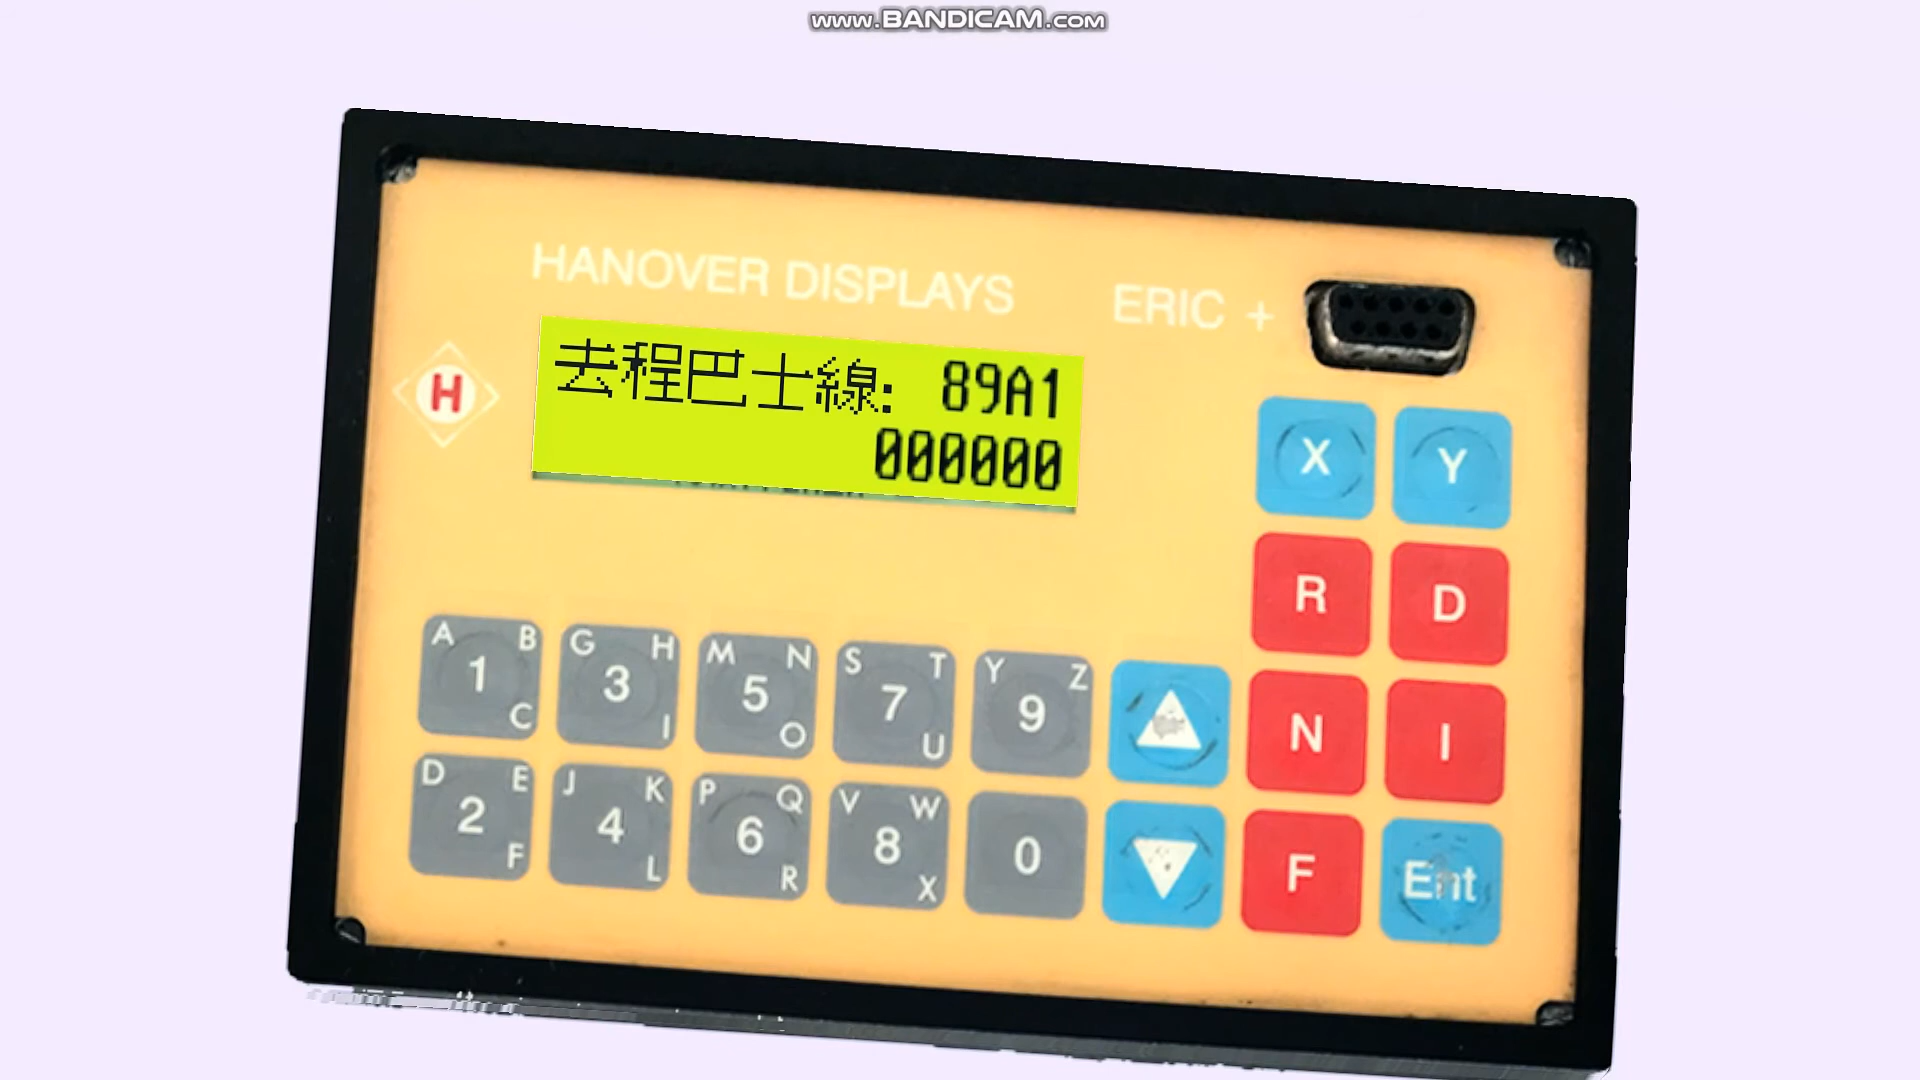 www.BANDICAM.com
HANOVER DISPLAYS ERIC +
H
去程巴士線: 89A1
000000
X Y
R D
A B 1 C
G H 3 I
M N 5 O
S T 7 U
Y Z 9
N I
D E 2 F
J K 4 L
P Q 6 R
V W 8 X
0
F Ent